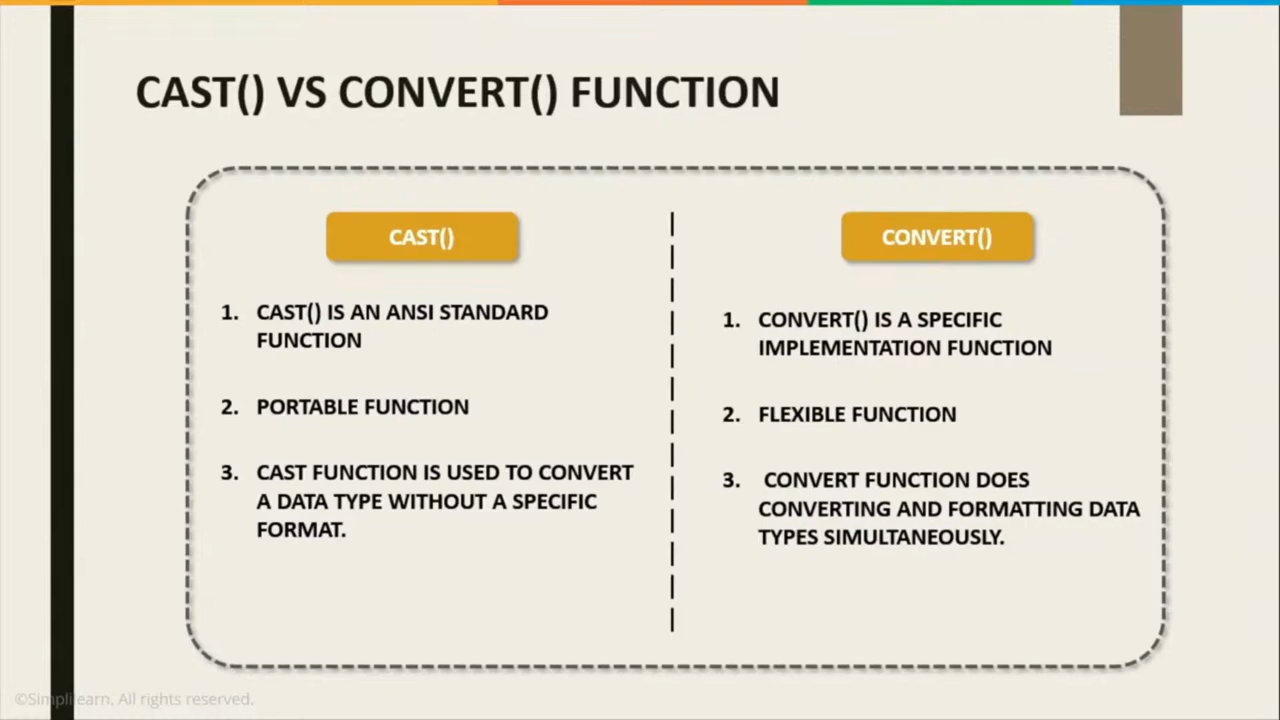 CAST() VS CONVERT() FUNCTION
CAST()
1. CAST() IS AN ANSI STANDARD
FUNCTION
2. PORTABLE FUNCTION
3. CAST FUNCTION IS USED TO CONVERT
A DATA TYPE WITHOUT A SPECIFIC
FORMAT.
CONVERT()
1. CONVERT() IS A SPECIFIC
IMPLEMENTATION FUNCTION
2. FLEXIBLE FUNCTION
3. CONVERT FUNCTION DOES
CONVERTING AND FORMATTING DATA
TYPES SIMULTANEOUSLY.
©Simplilearn. All rights reserved.